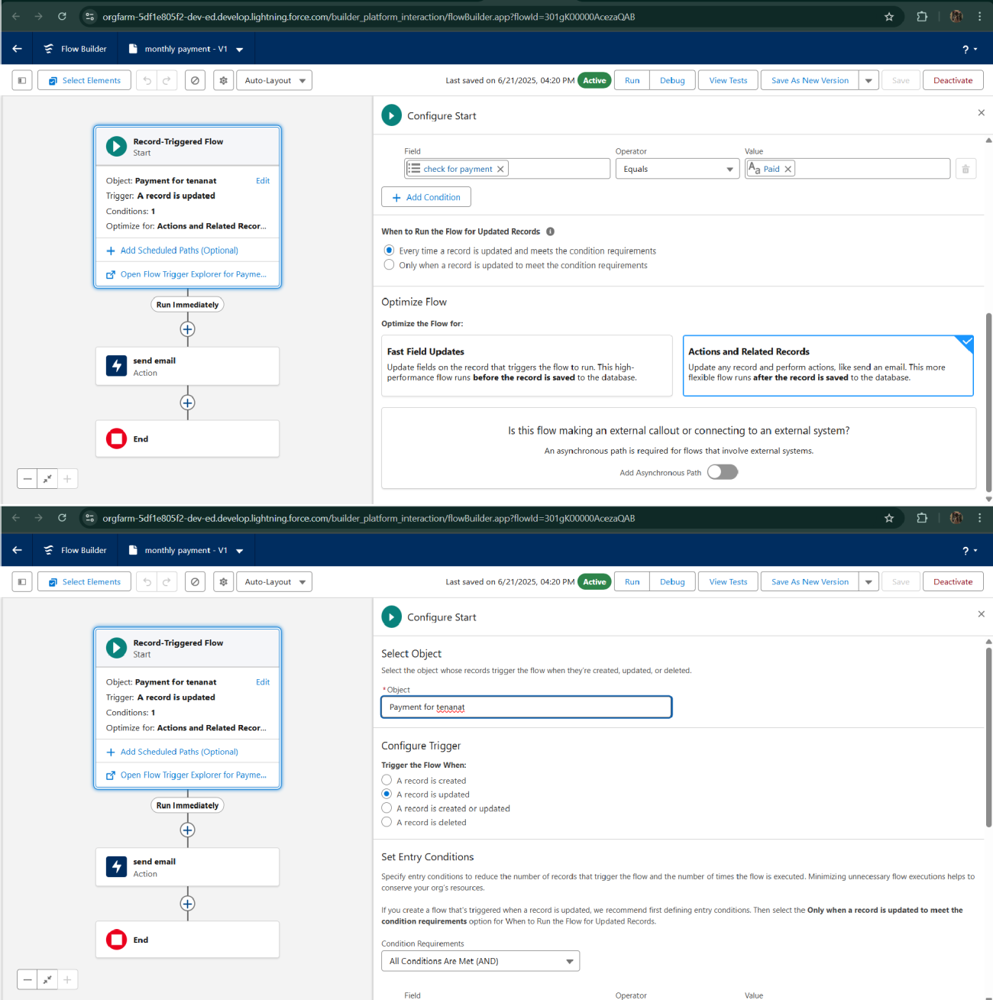 orgfarm-5df1e805f2-dev-ed.develop.lightning.force.com/builder_platform_interaction/flowBuilder.app?flowId=301gK00000AcezaQAB
Flow Builder
monthly payment - V1
?
Select Elements
Auto-Layout
Last saved on 6/21/2025, 04:20 PM
Active
Run
Debug
View Tests
Save As New Version
Save
Deactivate
Record-Triggered Flow
Start
Object: Payment for tenanat
Edit
Trigger: A record is updated
Conditions: 1
Optimize for: Actions and Related Recor...
+ Add Scheduled Paths (Optional)
Open Flow Trigger Explorer for Payme...
Run Immediately
send email
Action
End
Configure Start
Field
Operator
Value
check for payment
Equals
Aa Paid
+ Add Condition
When to Run the Flow for Updated Records
Every time a record is updated and meets the condition requirements
Only when a record is updated to meet the condition requirements
Optimize Flow
Optimize the Flow for:
Fast Field Updates
Update fields on the record that triggers the flow to run. This high-
performance flow runs before the record is saved to the database.
Actions and Related Records
Update any record and perform actions, like send an email. This more
flexible flow runs after the record is saved to the database.
Is this flow making an external callout or connecting to an external system?
An asynchronous path is required for flows that involve external systems.
Add Asynchronous Path
orgfarm-5df1e805f2-dev-ed.develop.lightning.force.com/builder_platform_interaction/flowBuilder.app?flowId=301gK00000AcezaQAB
Flow Builder
monthly payment - V1
?
Select Elements
Auto-Layout
Last saved on 6/21/2025, 04:20 PM
Active
Run
Debug
View Tests
Save As New Version
Save
Deactivate
Record-Triggered Flow
Start
Object: Payment for tenanat
Edit
Trigger: A record is updated
Conditions: 1
Optimize for: Actions and Related Recor...
+ Add Scheduled Paths (Optional)
Open Flow Trigger Explorer for Payme...
Run Immediately
send email
Action
End
Configure Start
Select Object
Select the object whose records trigger the flow when they're created, updated, or deleted.
*Object
Payment for tenanat
Configure Trigger
Trigger the Flow When:
A record is created
A record is updated
A record is created or updated
A record is deleted
Set Entry Conditions
Specify entry conditions to reduce the number of records that trigger the flow and the number of times the flow is executed. Minimizing unnecessary flow executions helps to
conserve your org's resources.
If you create a flow that's triggered when a record is updated, we recommend first defining entry conditions. Then select the Only when a record is updated to meet the
condition requirements option for When to Run the Flow for Updated Records.
Condition Requirements
All Conditions Are Met (AND)
Field
Operator
Value